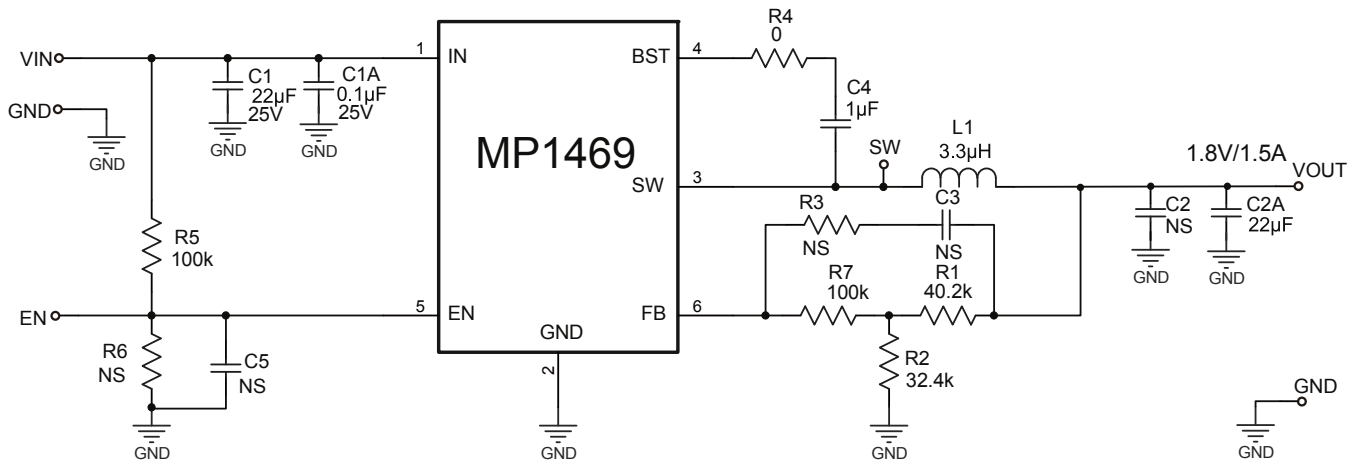 VIN
GND
GND
C1
22µF
25V
GND
C1A
0.1µF
25V
GND
R5
100k
EN
R6
NS
C5
NS
GND
1
IN
5
EN
MP1469
BST
4
SW
3
FB
6
GND
2
GND
R4
0
C4
1µF
SW
L1
3.3µH
R3
NS
C3
NS
R7
100k
R1
40.2k
R2
32.4k
GND
1.8V/1.5A
VOUT
C2
NS
GND
C2A
22µF
GND
GND
GND